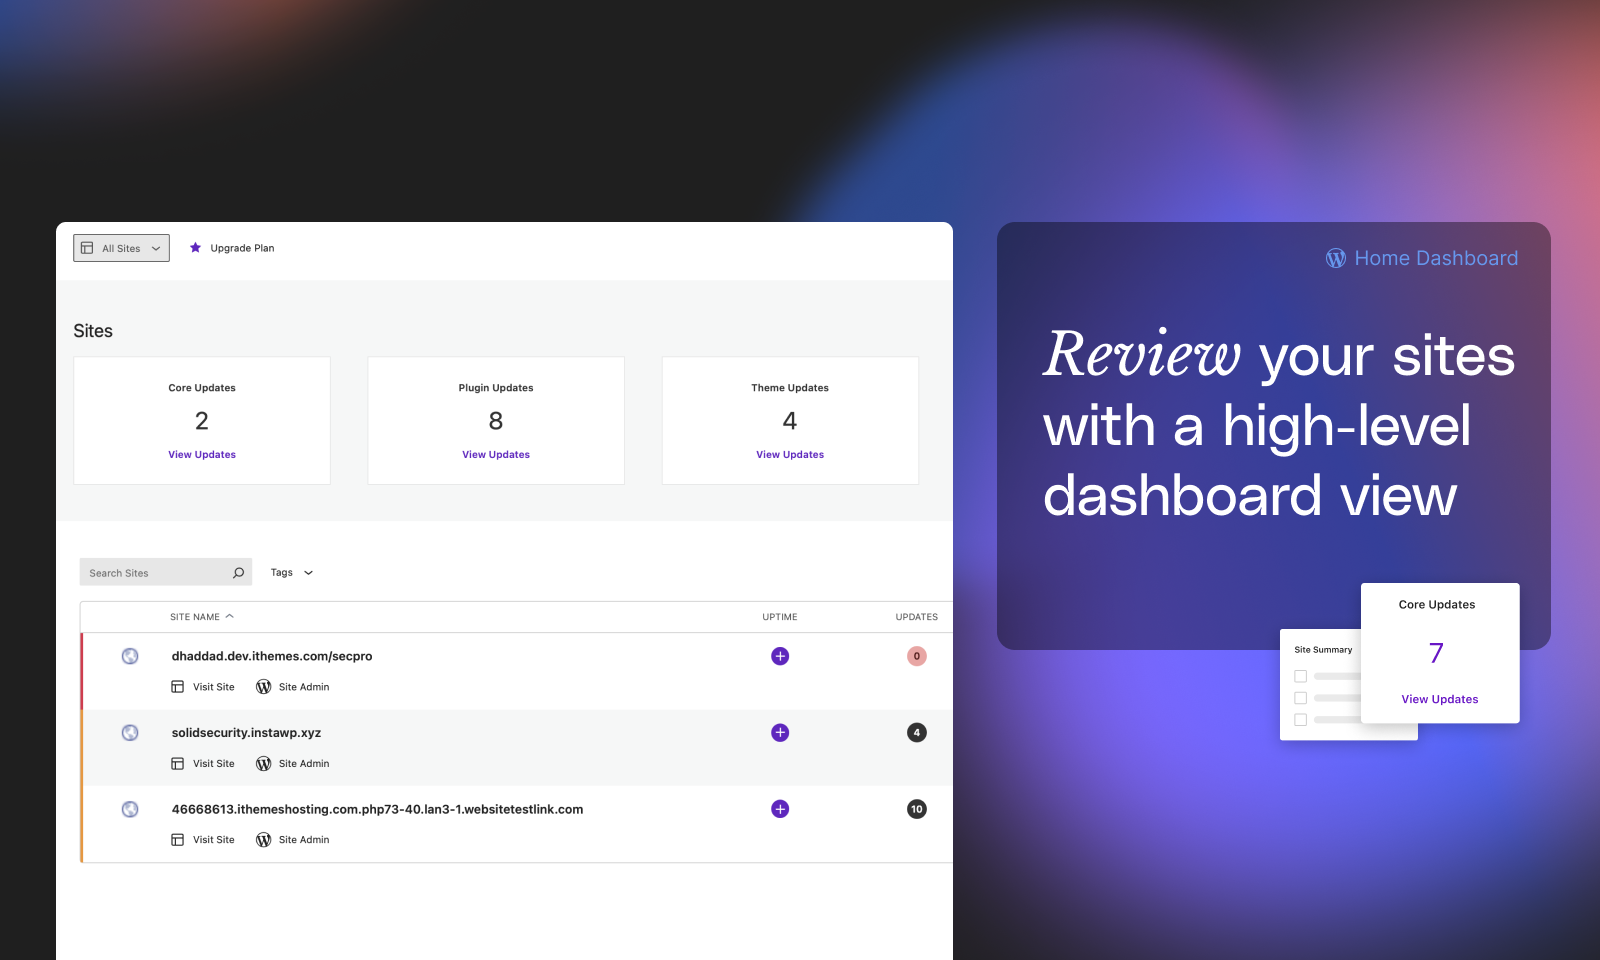 All Sites
Upgrade Plan
Sites
Core Updates
2
View Updates
Plugin Updates
8
View Updates
Theme Updates
4
View Updates
Search Sites
Tags
SITE NAME
UPTIME
UPDATES
dhaddad.dev.ithemes.com/secpro
0
Visit Site
Site Admin
solidsecurity.instawp.xyz
4
Visit Site
Site Admin
46668613.ithemeshosting.com.php73-40.lan3-1.websitetestlink.com
10
Visit Site
Site Admin
Home Dashboard
Review your sites
with a high-level
dashboard view
Site Summary
Core Updates
7
View Updates